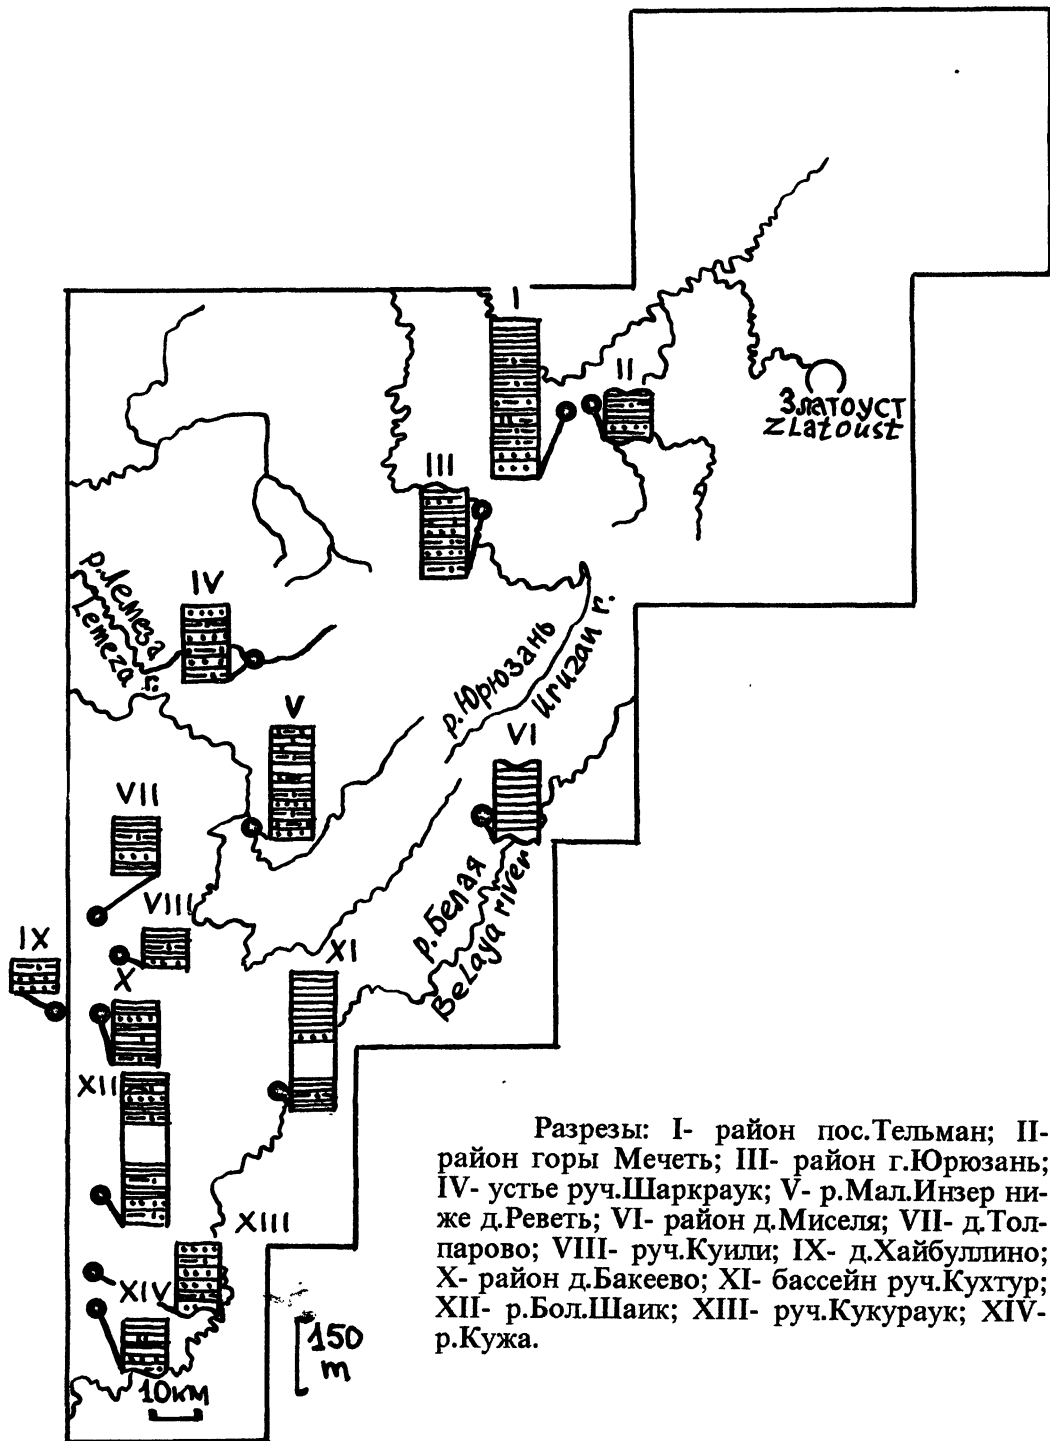 I
II
Златоуст
Zlatoust
III
р.Лемеза
Lemeza r.
IV
р.Юрюзань
Uruzan r.
V
VI
VII
VIII
р.Белая
Belaya river
IX
X
XI
XII
XIII
XIV
150 m
10км
Разрезы: I- район пос.Тельман; II-
район горы Мечеть; III- район г.Юрюзань;
IV- устье руч.Шаркраук; V- р.Мал.Инзер ни-
же д.Реветь; VI- район д.Миселя; VII- д.Тол-
парово; VIII- руч.Куили; IX- д.Хайбуллино;
X- район д.Бакеево; XI- бассейн руч.Кухтур;
XII- р.Бол.Шаик; XIII- руч.Кукураук; XIV-
р.Кужа.